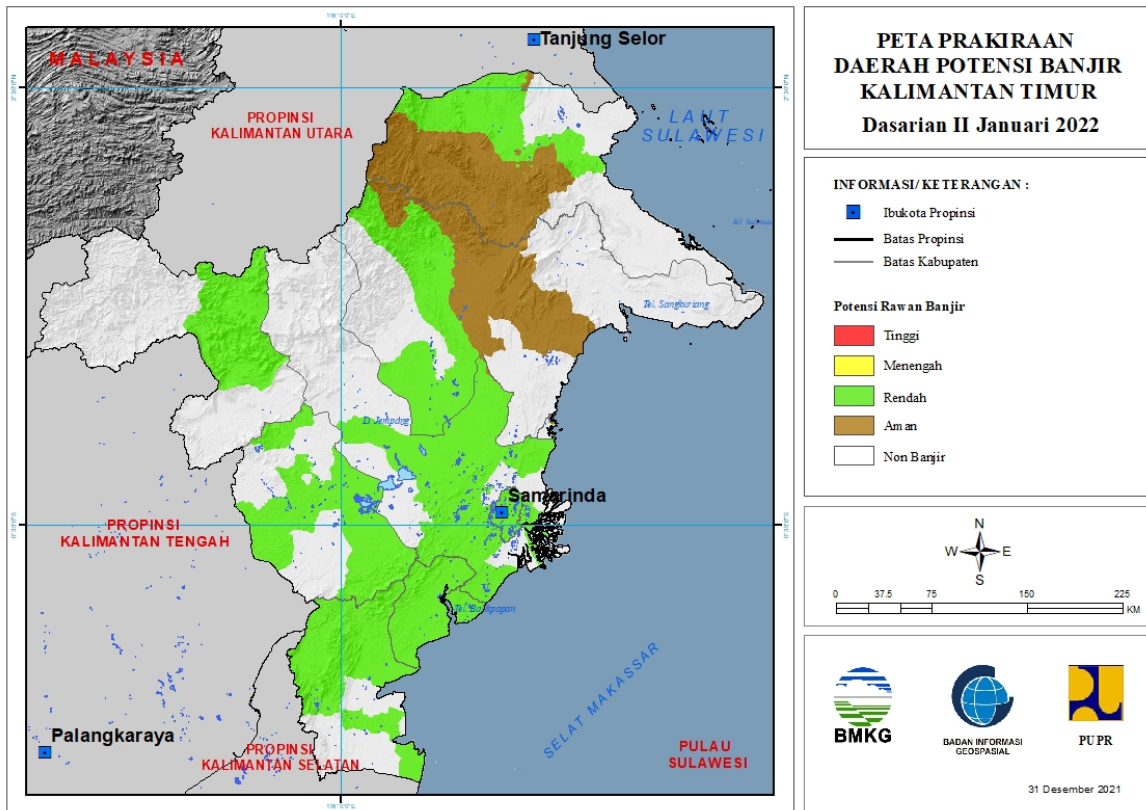 MALAYSIA
Tanjung Selor
PROPINSI
KALIMANTAN UTARA
LAUT
SULAWESI
Tel. Sangkuriang
D. Jempang
Samarinda
PROPINSI
KALIMANTAN TENGAH
Tel. Balikpapan
SELAT MAKASSAR
Palangkaraya
PROPINSI
KALIMANTAN SELATAN
PULAU
SULAWESI
PETA PRAKIRAAN
DAERAH POTENSI BANJIR
KALIMANTAN TIMUR
Dasarian II Januari 2022
INFORMASI/KETERANGAN :
Ibukota Propinsi
Batas Propinsi
Batas Kabupaten
Potensi Rawan Banjir
Tinggi
Menengah
Rendah
Aman
Non Banjir
N
W E
S
0 37.5 75 150 225
KM
BMKG
BADAN INFORMASI
GEOSPASIAL
PUPR
31 Desember 2021